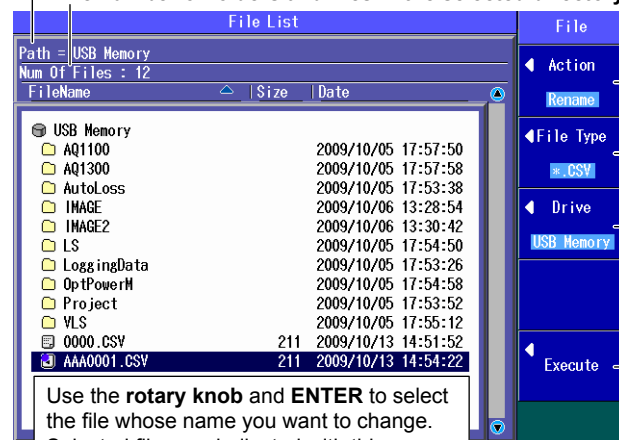 File List
File
Path = USB Memory
Num Of Files : 12
FileName Size Date
USB Memory
AQ1100 2009/10/05 17:57:50
AQ1300 2009/10/05 17:57:58
AutoLoss 2009/10/05 17:53:38
IMAGE 2009/10/06 13:28:54
IMAGE2 2009/10/06 13:30:42
LS 2009/10/05 17:54:50
LoggingData 2009/10/05 17:53:26
OptPowerM 2009/10/05 17:54:58
Project 2009/10/05 17:53:52
VLS 2009/10/05 17:55:12
0000.CSV 211 2009/10/13 14:51:52
AAA0001.CSV 211 2009/10/13 14:54:22
Action
Rename
File Type
*.CSV
Drive
USB Memory
Execute
Use the rotary knob and ENTER to select
the file whose name you want to change.